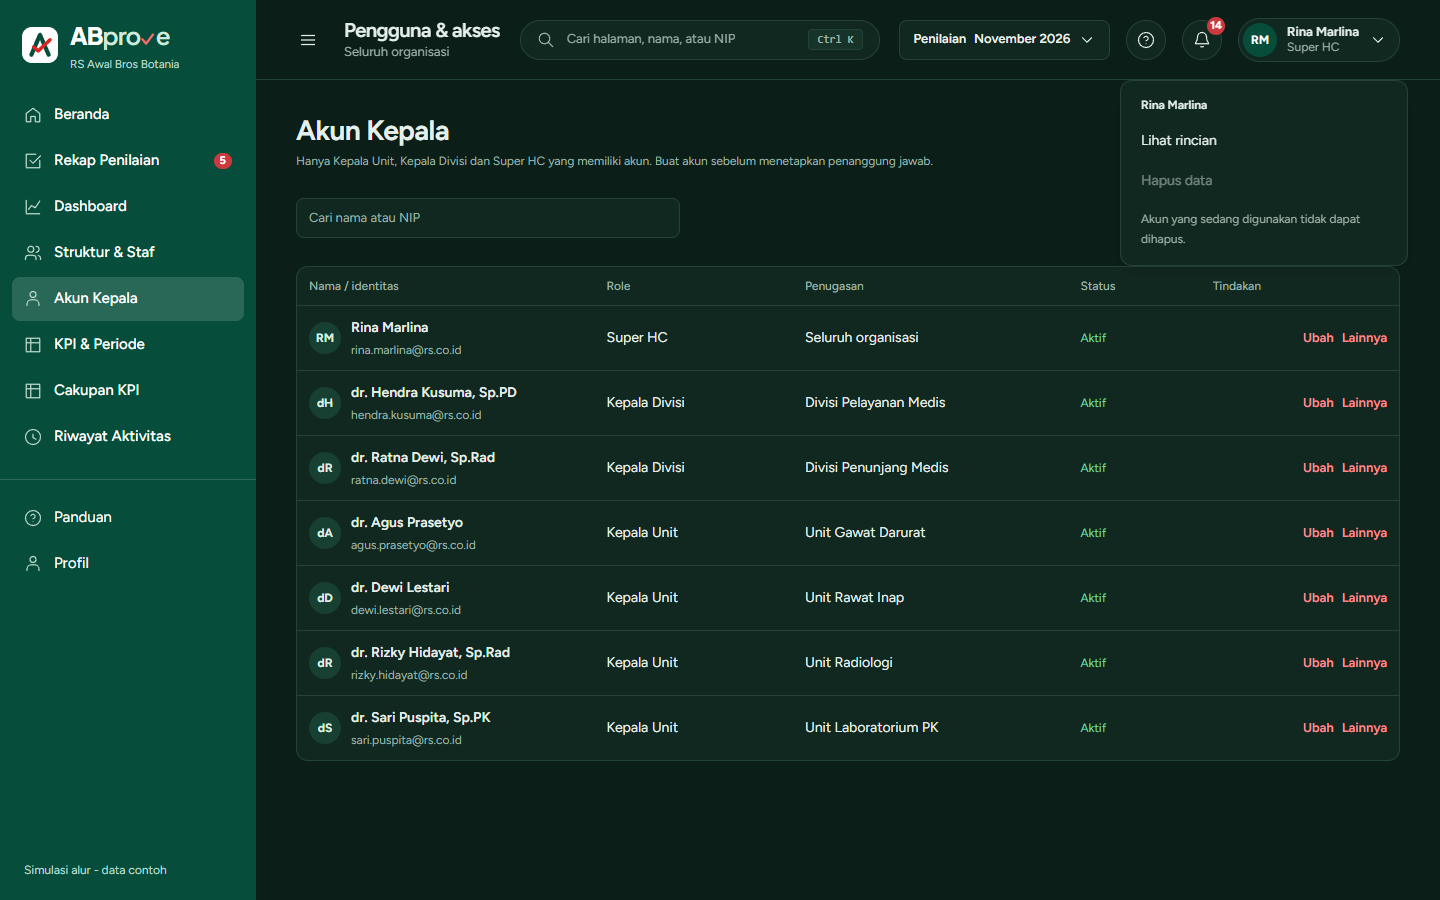 ABprove
RS Awal Bros Botania
Beranda
Rekap Penilaian 5
Dashboard
Struktur & Staf
Akun Kepala
KPI & Periode
Cakupan KPI
Riwayat Aktivitas
Panduan
Profil
Simulasi alur - data contoh
Pengguna & akses
Seluruh organisasi
Cari halaman, nama, atau NIP Ctrl K
Penilaian November 2026
14
RM Rina Marlina
Super HC
Rina Marlina
Lihat rincian
Hapus data
Akun yang sedang digunakan tidak dapat
dihapus.
Akun Kepala
Hanya Kepala Unit, Kepala Divisi dan Super HC yang memiliki akun. Buat akun sebelum menetapkan penanggung jawab.
Cari nama atau NIP
Nama / identitas Role Penugasan Status Tindakan
RM Rina Marlina Super HC Seluruh organisasi Aktif Ubah Lainnya
rina.marlina@rs.co.id
dH dr. Hendra Kusuma, Sp.PD Kepala Divisi Divisi Pelayanan Medis Aktif Ubah Lainnya
hendra.kusuma@rs.co.id
dR dr. Ratna Dewi, Sp.Rad Kepala Divisi Divisi Penunjang Medis Aktif Ubah Lainnya
ratna.dewi@rs.co.id
dA dr. Agus Prasetyo Kepala Unit Unit Gawat Darurat Aktif Ubah Lainnya
agus.prasetyo@rs.co.id
dD dr. Dewi Lestari Kepala Unit Unit Rawat Inap Aktif Ubah Lainnya
dewi.lestari@rs.co.id
dR dr. Rizky Hidayat, Sp.Rad Kepala Unit Unit Radiologi Aktif Ubah Lainnya
rizky.hidayat@rs.co.id
dS dr. Sari Puspita, Sp.PK Kepala Unit Unit Laboratorium PK Aktif Ubah Lainnya
sari.puspita@rs.co.id